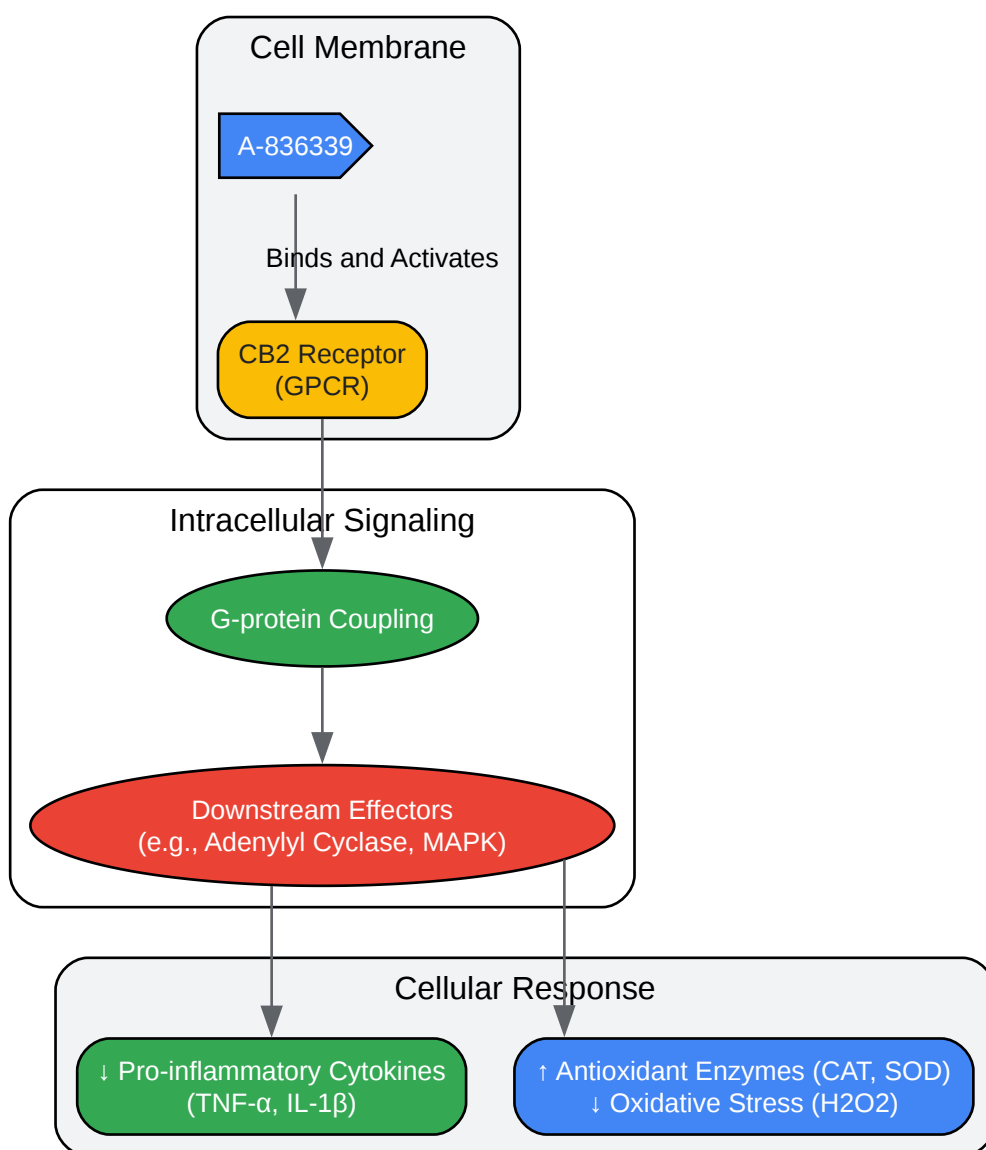 Cell Membrane
A-836339
Binds and Activates
CB2 Receptor
(GPCR)
Intracellular Signaling
G-protein Coupling
Downstream Effectors
(e.g., Adenylyl Cyclase, MAPK)
Cellular Response
↓ Pro-inflammatory Cytokines
(TNF-α, IL-1β)
↑ Antioxidant Enzymes (CAT, SOD)
↓ Oxidative Stress (H2O2)